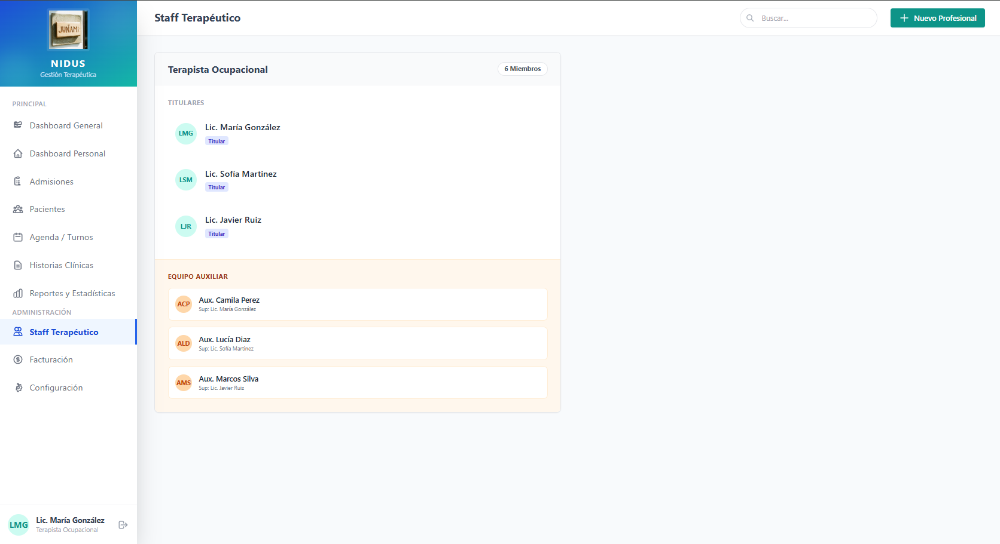 JUÑAMI
NIDUS
Gestión Terapéutica
PRINCIPAL
Dashboard General
Dashboard Personal
Admisiones
Pacientes
Agenda / Turnos
Historias Clínicas
Reportes y Estadísticas
ADMINISTRACIÓN
Staff Terapéutico
Facturación
Configuración
LMG
Lic. María González
Terapista Ocupacional
Staff Terapéutico
Buscar...
Nuevo Profesional
Terapista Ocupacional
6 Miembros
TITULARES
LMG
Lic. María González
Titular
LSM
Lic. Sofía Martinez
Titular
LJR
Lic. Javier Ruiz
Titular
EQUIPO AUXILIAR
ACP
Aux. Camila Perez
Sup: Lic. María González
ALD
Aux. Lucía Diaz
Sup: Lic. Sofía Martinez
AMS
Aux. Marcos Silva
Sup: Lic. Javier Ruiz